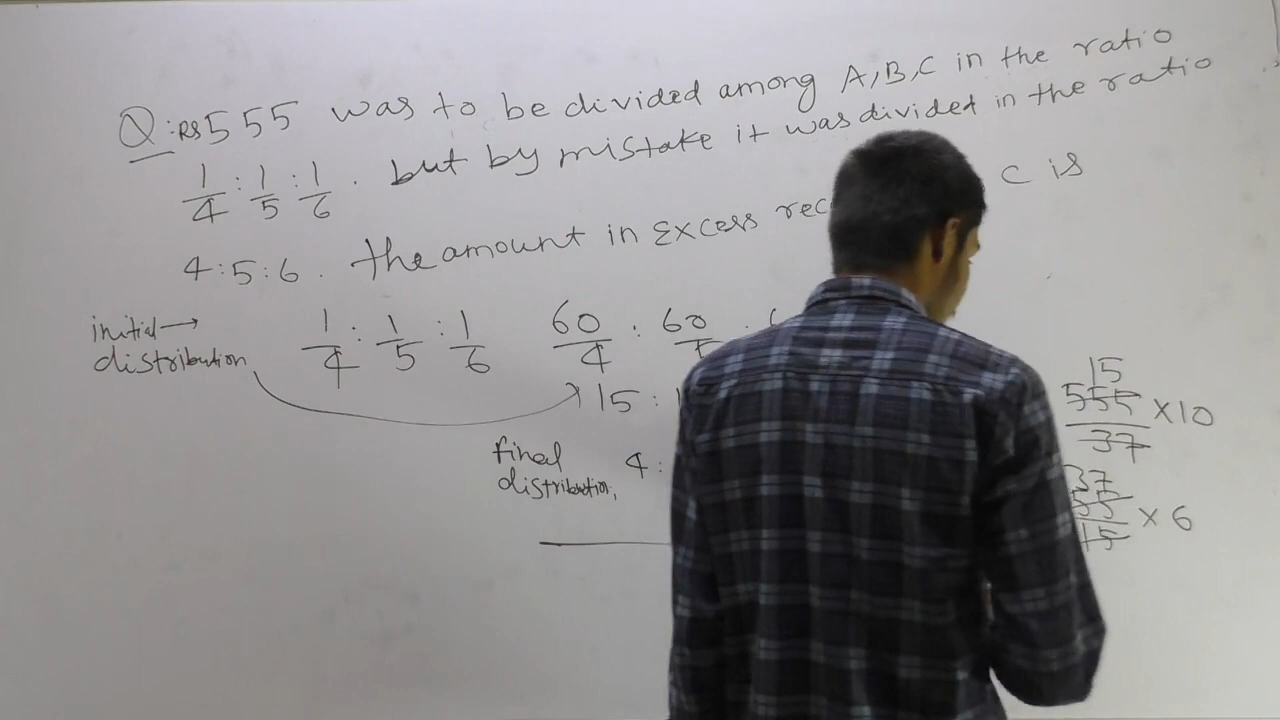 Q: Rs 555 was to be divided among A, B, C in the ratio
1/4 : 1/5 : 1/6 . but by mistake it was divided in the ratio
4 : 5 : 6 . the amount in Excess C is
initial → distribution
1/4 : 1/5 : 1/6 60/4 : 60/5 :
15 :
final distribution, 4 :
15
555/37 × 10
37
555/15 × 6